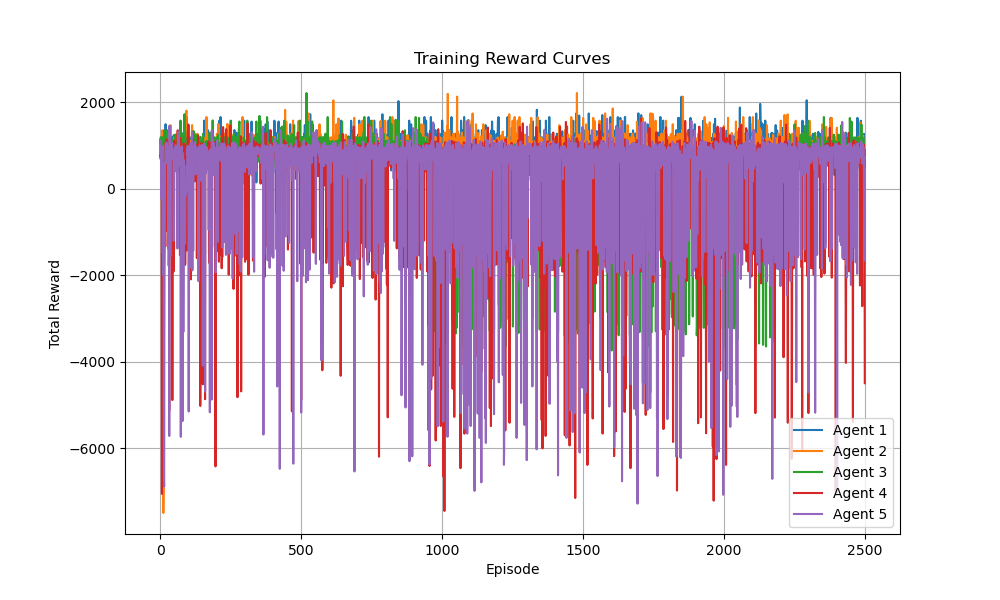 Training Reward Curves
Total Reward
2000
0
−2000
−4000
−6000
Agent 1
Agent 2
Agent 3
Agent 4
Agent 5
0
500
1000
1500
2000
2500
Episode